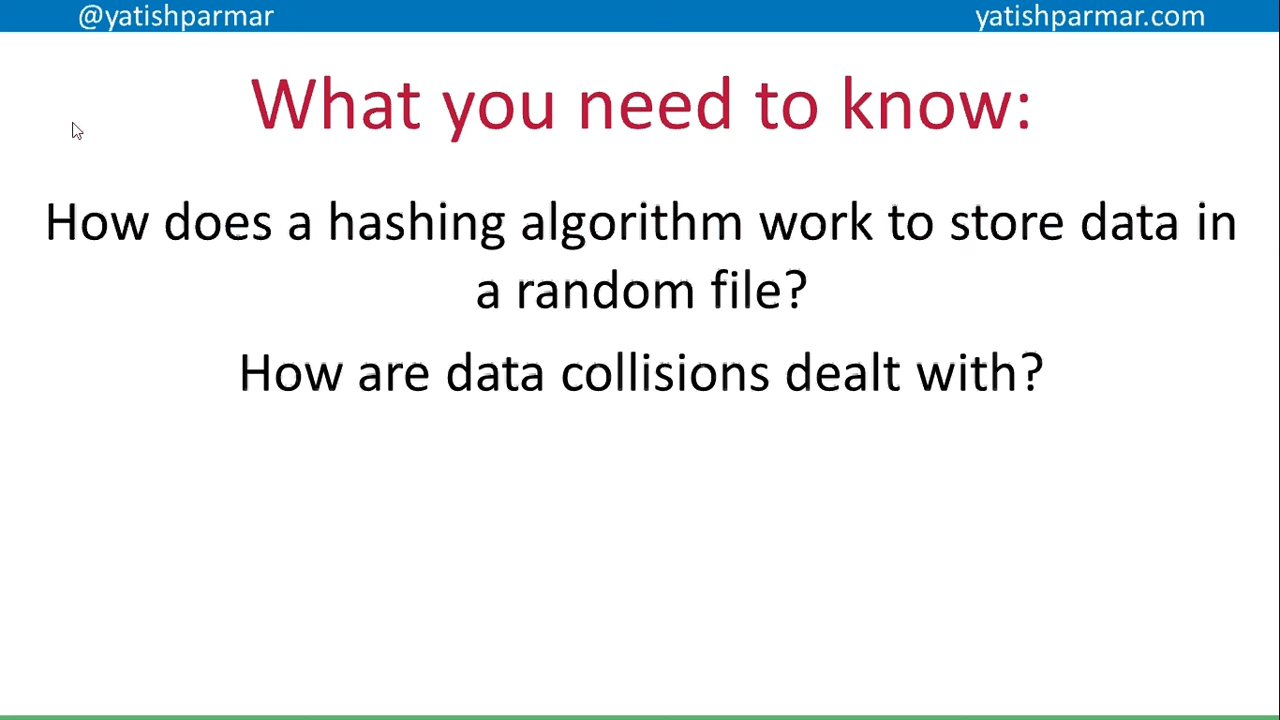 @yatishparmar
yatishparmar.com
What you need to know:
How does a hashing algorithm work to store data in
a random file?
How are data collisions dealt with?